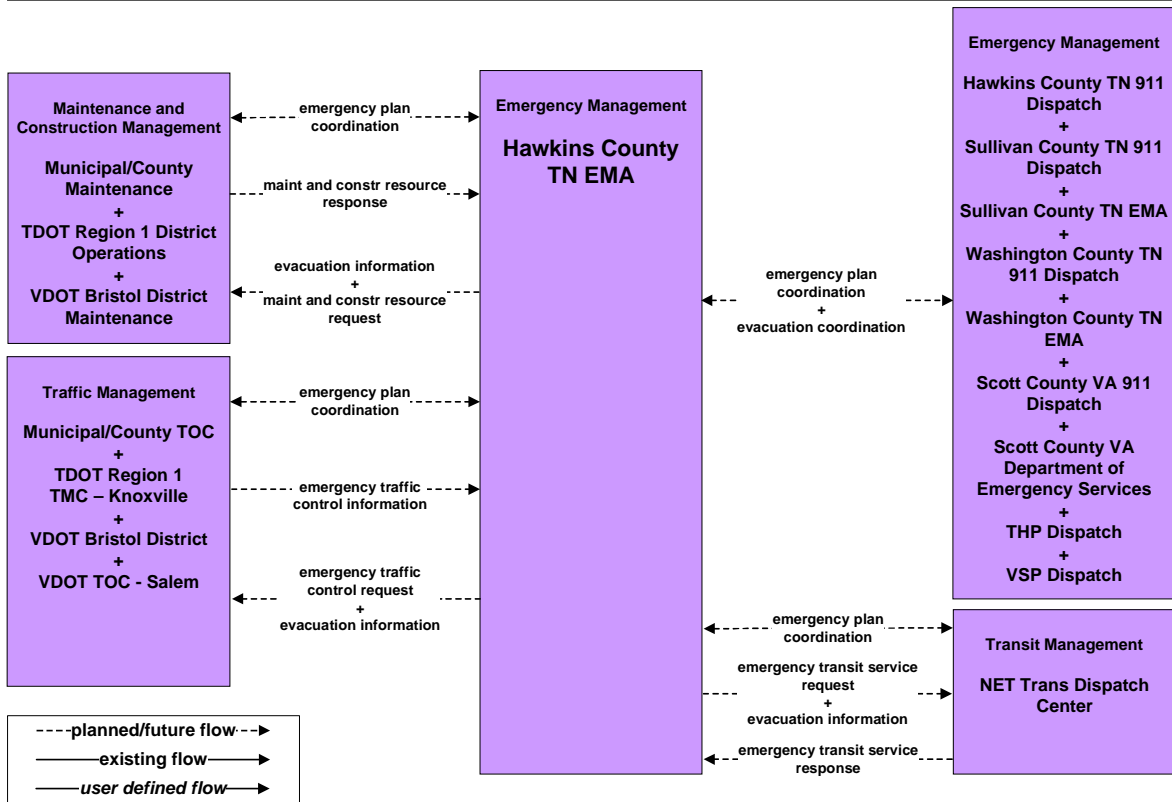 Maintenance and
Construction Management
Municipal/County
Maintenance
+
TDOT Region 1 District
Operations
+
VDOT Bristol District
Maintenance
Traffic Management
Municipal/County TOC
+
TDOT Region 1
TMC – Knoxville
+
VDOT Bristol District
+
VDOT TOC - Salem
emergency plan
coordination
maint and constr resource
response
evacuation information
+
maint and constr resource
request
emergency plan
coordination
emergency traffic
control information
emergency traffic
control request
+
evacuation information
Emergency Management
Hawkins County
TN EMA
emergency plan
coordination
+
evacuation coordination
emergency plan
coordination
emergency transit service
request
+
evacuation information
emergency transit service
response
Emergency Management
Hawkins County TN 911
Dispatch
+
Sullivan County TN 911
Dispatch
+
Sullivan County TN EMA
+
Washington County TN
911 Dispatch
+
Washington County TN
EMA
+
Scott County VA 911
Dispatch
+
Scott County VA
Department of
Emergency Services
+
THP Dispatch
+
VSP Dispatch
Transit Management
NET Trans Dispatch
Center
planned/future flow
existing flow
user defined flow